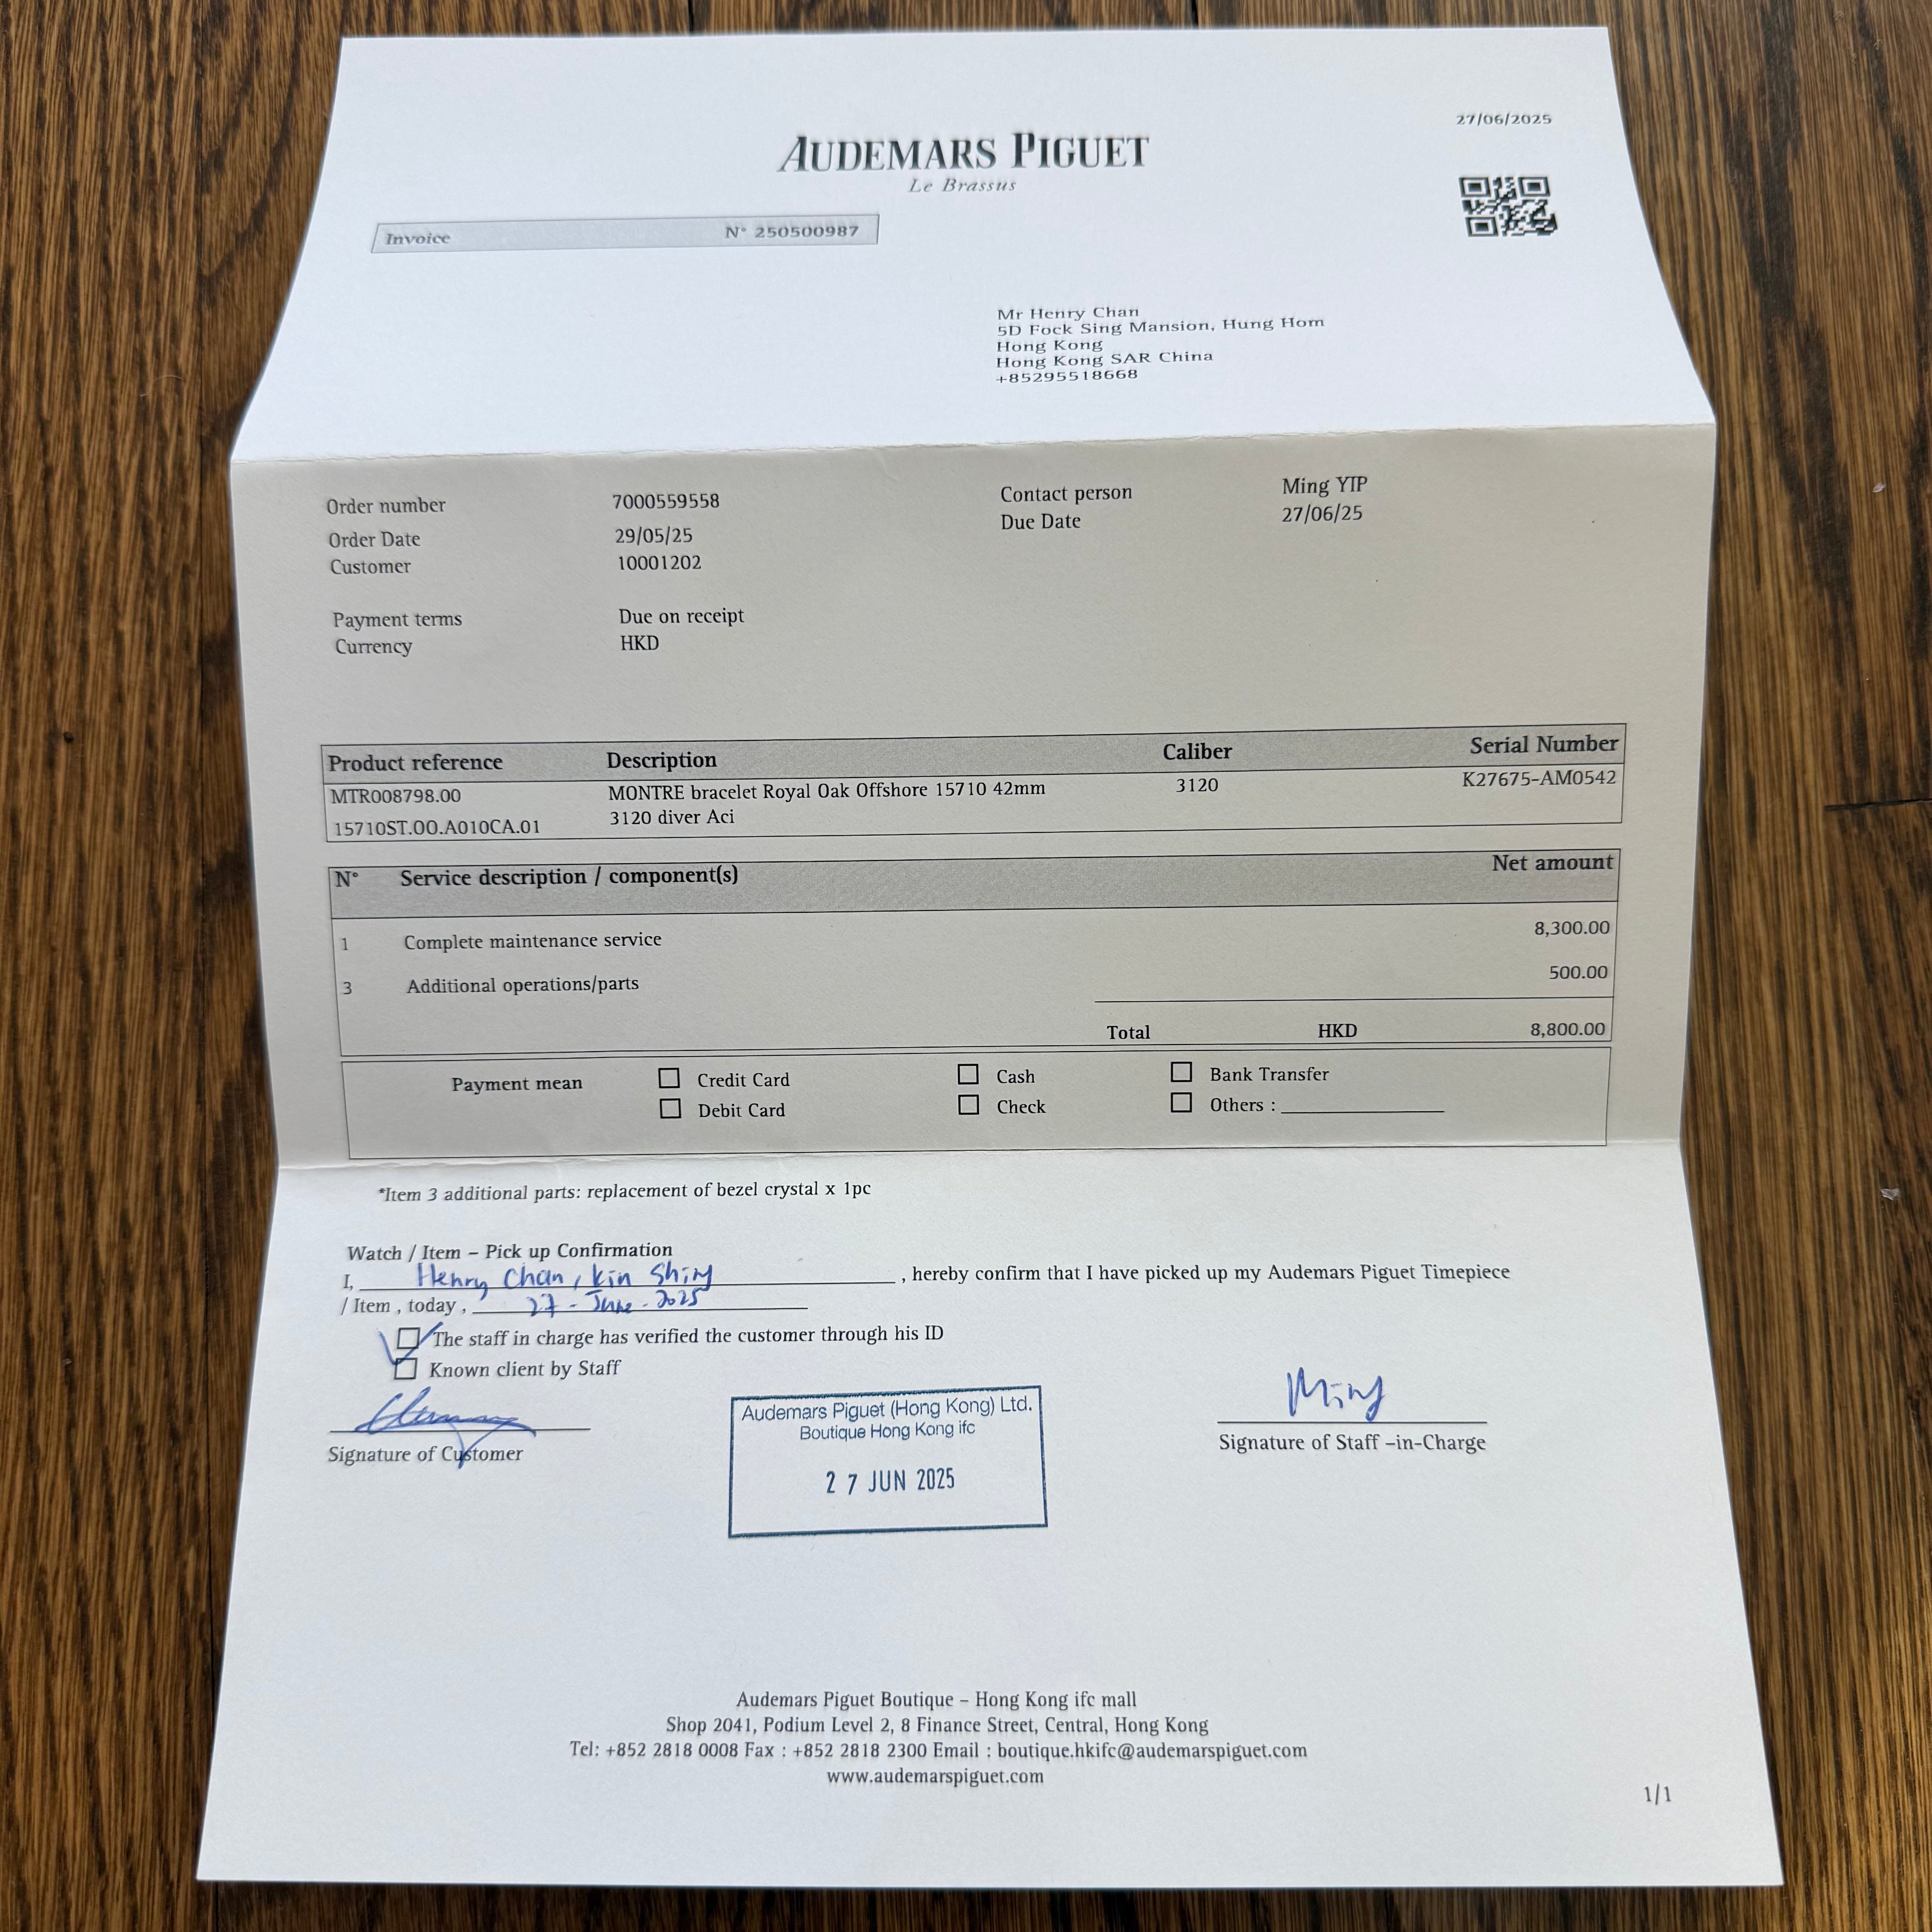 27/06/2025
AUDEMARS PIGUET
Le Brassus
Invoice N° 250500987
Mr Henry Chan
5D Fock Sing Mansion, Hung Hom
Hong Kong
Hong Kong SAR China
+85295518668
Order number 7000559558 Contact person Ming YIP
Order Date 29/05/25 Due Date 27/06/25
Customer 10001202
Payment terms Due on receipt
Currency HKD
Product reference Description Caliber Serial Number
MTR008798.00 MONTRE bracelet Royal Oak Offshore 15710 42mm 3120 K27675-AM0542
15710ST.OO.A010CA.01 3120 diver Aci
N° Service description / component(s) Net amount
1 Complete maintenance service 8,300.00
3 Additional operations/parts 500.00
Total HKD 8,800.00
Payment mean Credit Card Cash Bank Transfer
Debit Card Check Others :
*Item 3 additional parts: replacement of bezel crystal x 1pc
Watch / Item – Pick up Confirmation
I, Henry Chan, Kin Shing , hereby confirm that I have picked up my Audemars Piguet Timepiece
/ Item , today , 27 - June - 2025
The staff in charge has verified the customer through his ID
Known client by Staff
Signature of Customer
Audemars Piguet (Hong Kong) Ltd.
Boutique Hong Kong ifc
27 JUN 2025
Ming
Signature of Staff –in-Charge
Audemars Piguet Boutique – Hong Kong ifc mall
Shop 2041, Podium Level 2, 8 Finance Street, Central, Hong Kong
Tel: +852 2818 0008 Fax : +852 2818 2300 Email : boutique.hkifc@audemarspiguet.com
www.audemarspiguet.com
1/1